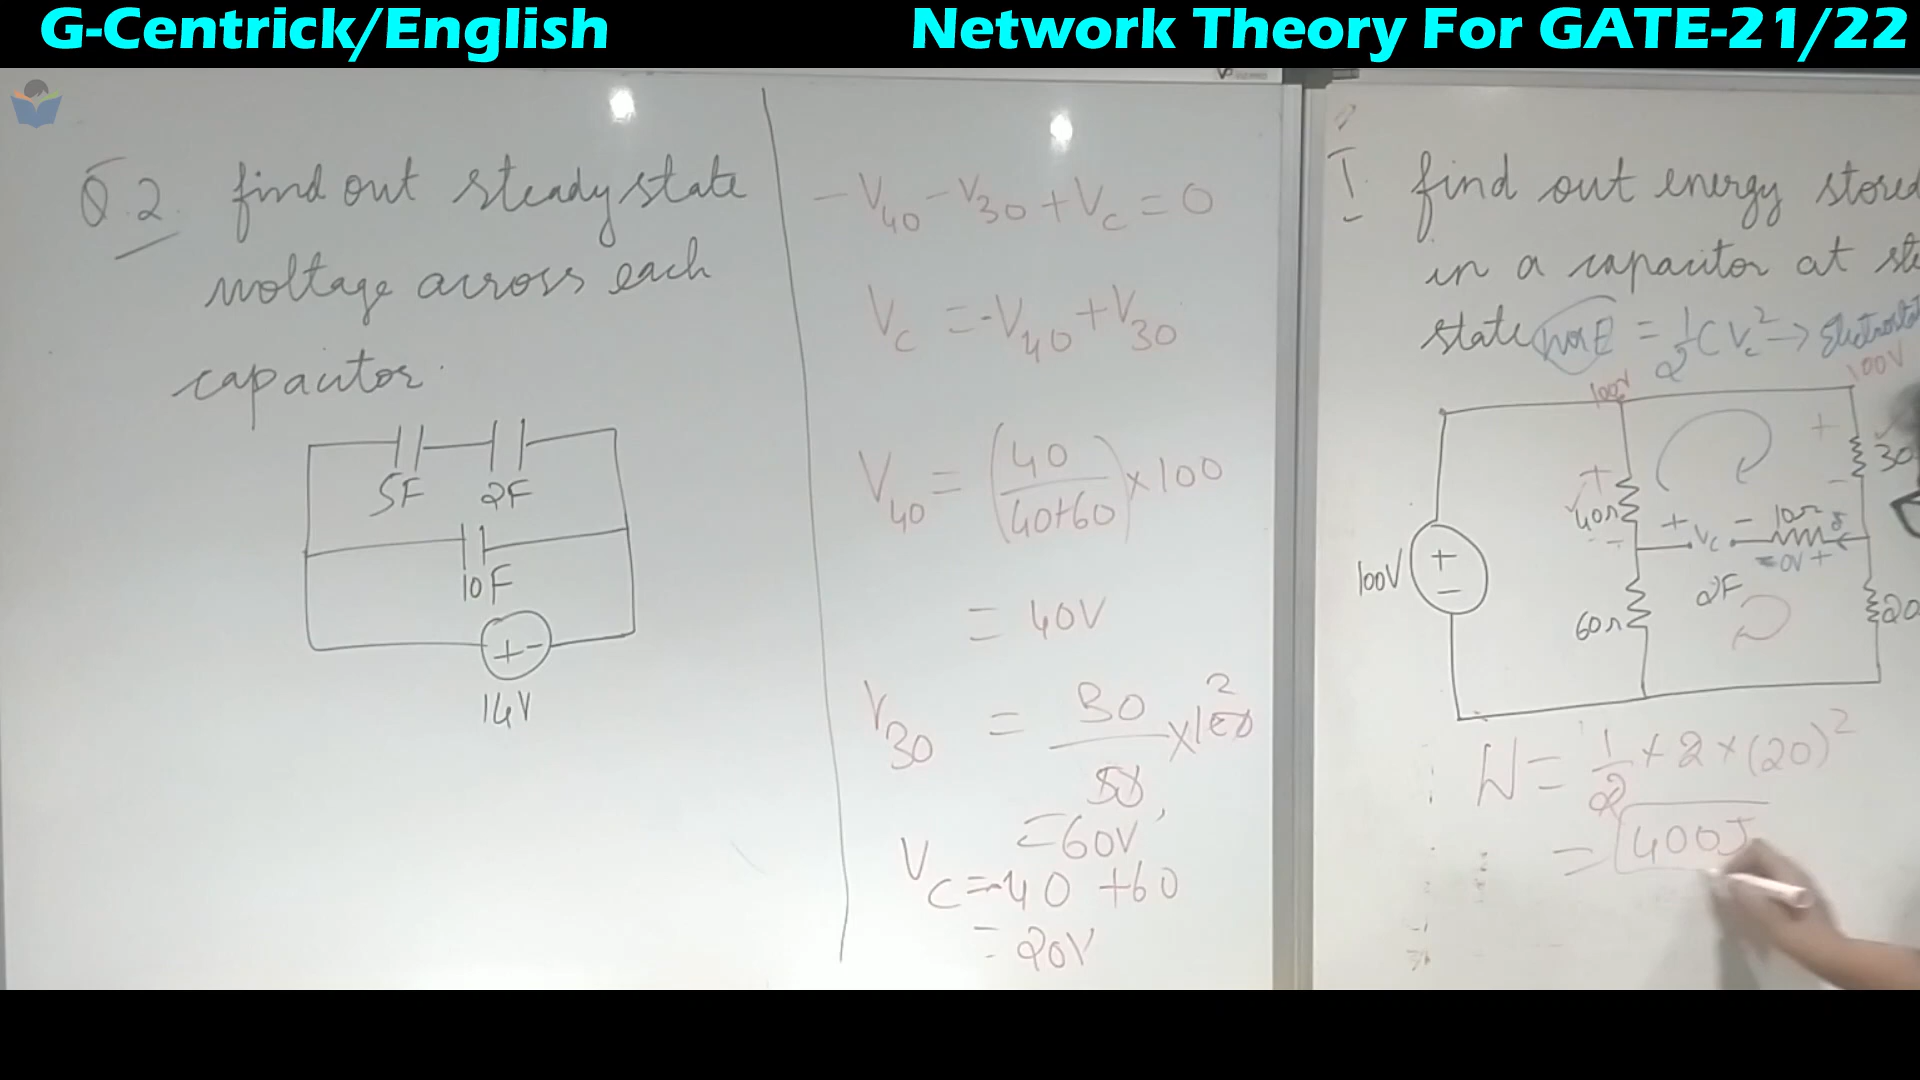 G-Centrick/English
Network Theory For GATE-21/22
Q.2 find out steady state
voltage across each
capacitor.
5F 2F
10F
+ -
14V
-V40 - V30 + Vc = 0
Vc = -V40 + V30
V40 = (40/40+60) × 100
= 40V
V30 = 30/50 × 100 2
= 60V
Vc = -40 + 60
= 20V
find out energy stored
in a capacitor at
state WorE = 1/2 C Vc² →
100V 100V
+ +
30
+ -
40Ω + Vc - 10Ω
- = 0V +
100V + -
2F
60Ω 20
W = 1/2 × 2 × (20)²
= 400J